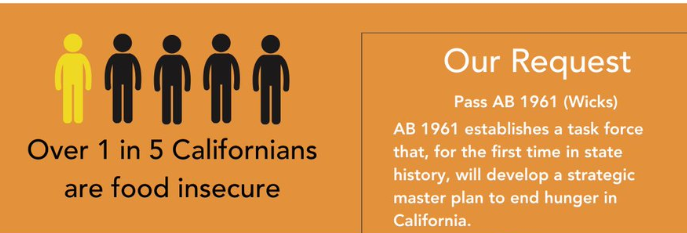 Over 1 in 5 Californians
are food insecure
Our Request
Pass AB 1961 (Wicks)
AB 1961 establishes a task force
that, for the first time in state
history, will develop a strategic
master plan to end hunger in
California.